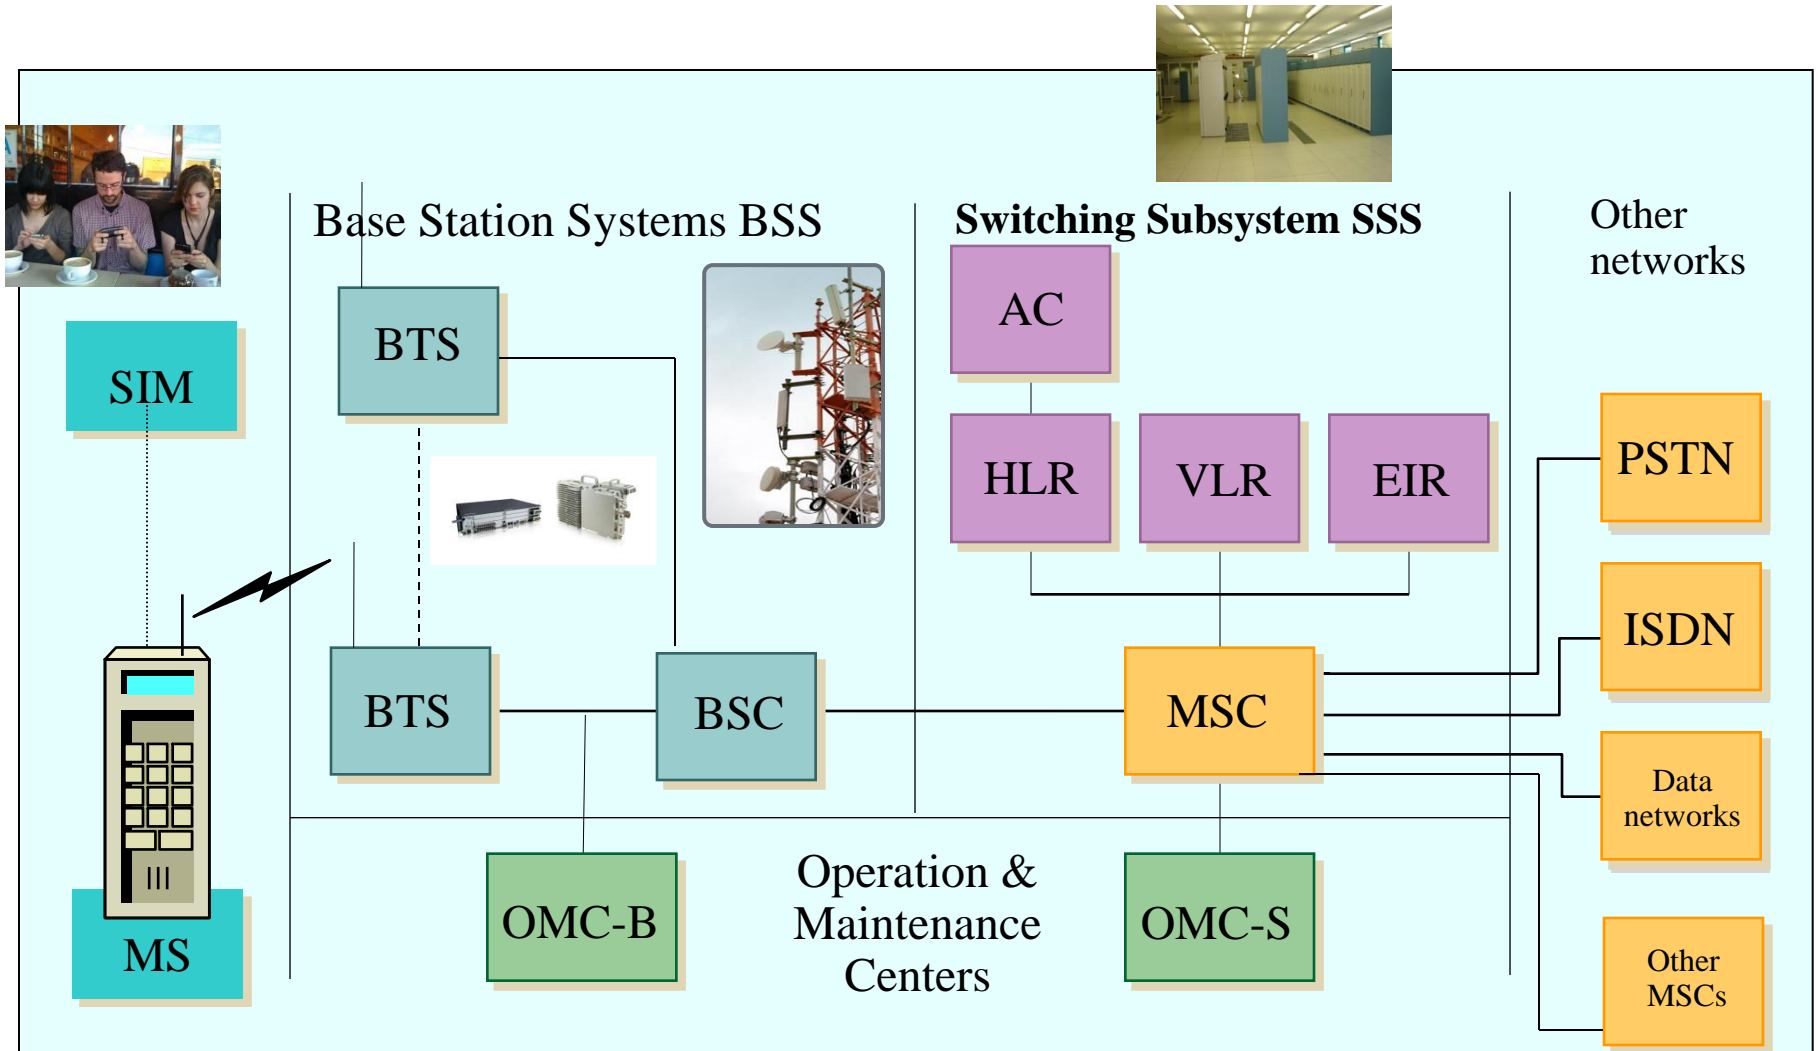 Base Station Systems BSS
Switching Subsystem SSS
Other
networks
SIM
BTS
AC
HLR
VLR
EIR
PSTN
ISDN
BTS
BSC
MSC
Data
networks
MS
OMC-B
Operation &
Maintenance
Centers
OMC-S
Other
MSCs